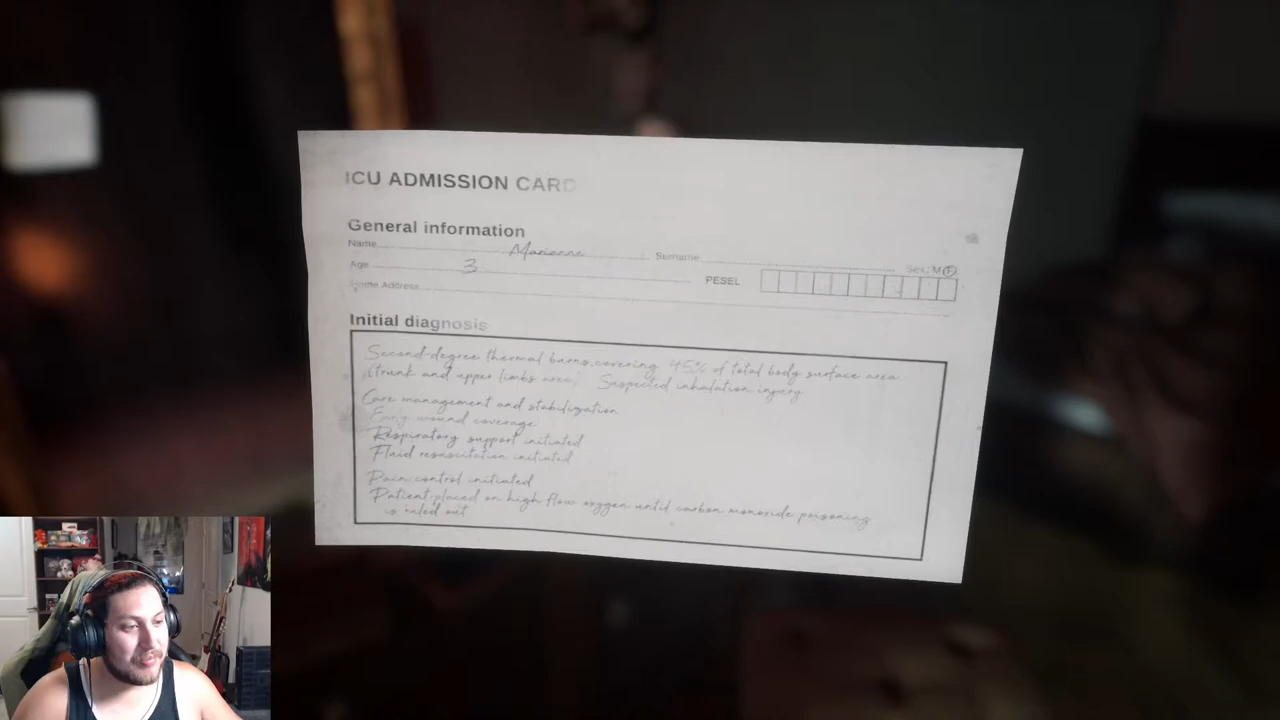 ICU ADMISSION CARD
General information
Name Marianne Surname Sex: M F
Age 3 PESEL
Home Address
Initial diagnosis
Second-degree thermal burns, covering 45% of total body surface area
(trunk and upper limbs area) Suspected inhalation injury
Care management and stabilization
Early wound coverage
Respiratory support initiated
Fluid resuscitation initiated
Pain control initiated
Patient placed on high flow oxygen until carbon monoxide poisoning
is ruled out